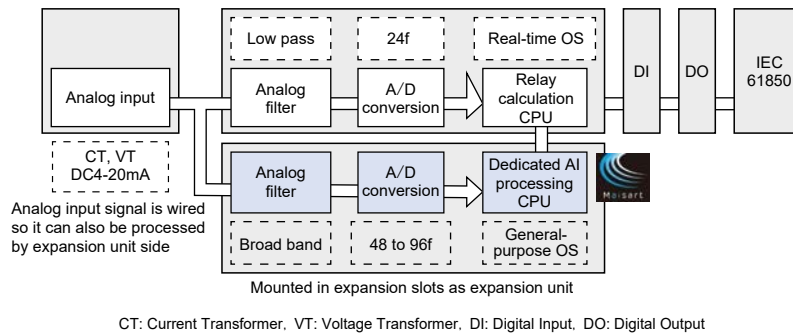 Low pass
24f
Real-time OS
Analog input
Analog
filter
A/D
conversion
Relay
calculation
CPU
DI
DO
IEC
61850
CT, VT
DC4-20mA
Analog
filter
A/D
conversion
Dedicated AI
processing
CPU
Maisart
Analog input signal is wired
so it can also be processed
by expansion unit side
Broad band
48 to 96f
General-
purpose OS
Mounted in expansion slots as expansion unit
CT: Current Transformer, VT: Voltage Transformer, DI: Digital Input, DO: Digital Output